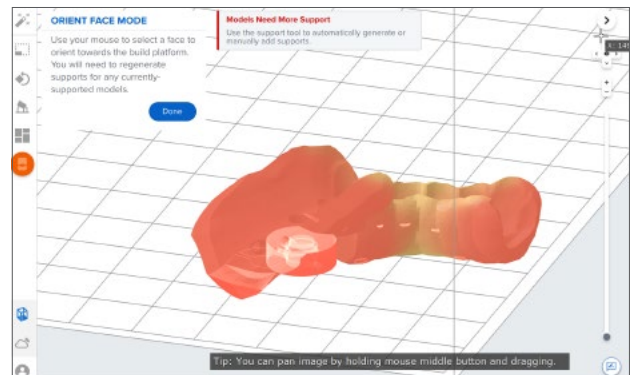 ORIENT FACE MODE
Use your mouse to select a face to
orient towards the build platform.
You will need to regenerate
supports for any currently-
supported models.
Done
Models Need More Support
Use the support tool to automatically generate or
manually add supports.
Tip: You can pan image by holding mouse middle button and dragging.